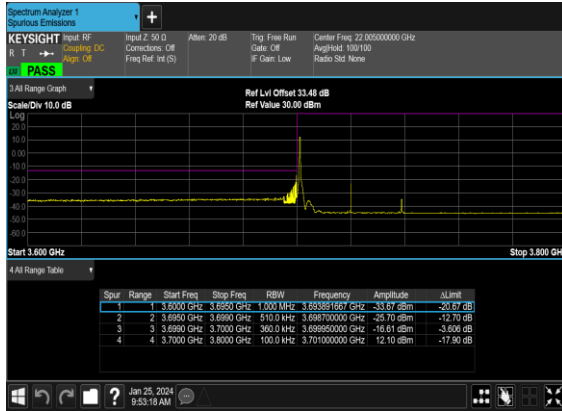 Spectrum Analyzer 1
Spurious Emissions
KEYSIGHT Input: RF Input Z: 50 Ω Atten: 20 dB Trig: Free Run Center Freq: 22.005000000 GHz
R T Coupling: DC Corrections: Off Gate: Off Avg|Hold: 100/100
Align: Off Freq Ref: Int (S) IF Gain: Low Radio Std: None
PASS
3 All Range Graph Ref Lvl Offset 33.48 dB
Scale/Div 10.0 dB Ref Value 30.00 dBm
Log
20.0
10.0
0.00
-10.0
-20.0
-30.0
-40.0
-50.0
-60.0
Start 3.600 GHz Stop 3.800 GH
4 All Range Table
Spur Range Start Freq Stop Freq RBW Frequency Amplitude ΔLimit
1 1 3.6000 GHz 3.6950 GHz 1.000 MHz 3.693891667 GHz -33.67 dBm -20.67 dB
2 2 3.6950 GHz 3.6990 GHz 510.0 kHz 3.698700000 GHz -25.70 dBm -12.70 dB
3 3 3.6990 GHz 3.7000 GHz 360.0 kHz 3.699950000 GHz -16.61 dBm -3.606 dB
4 4 3.7000 GHz 3.8000 GHz 100.0 kHz 3.701000000 GHz 12.10 dBm -17.90 dB
? Jan 25, 2024
9:53:18 AM